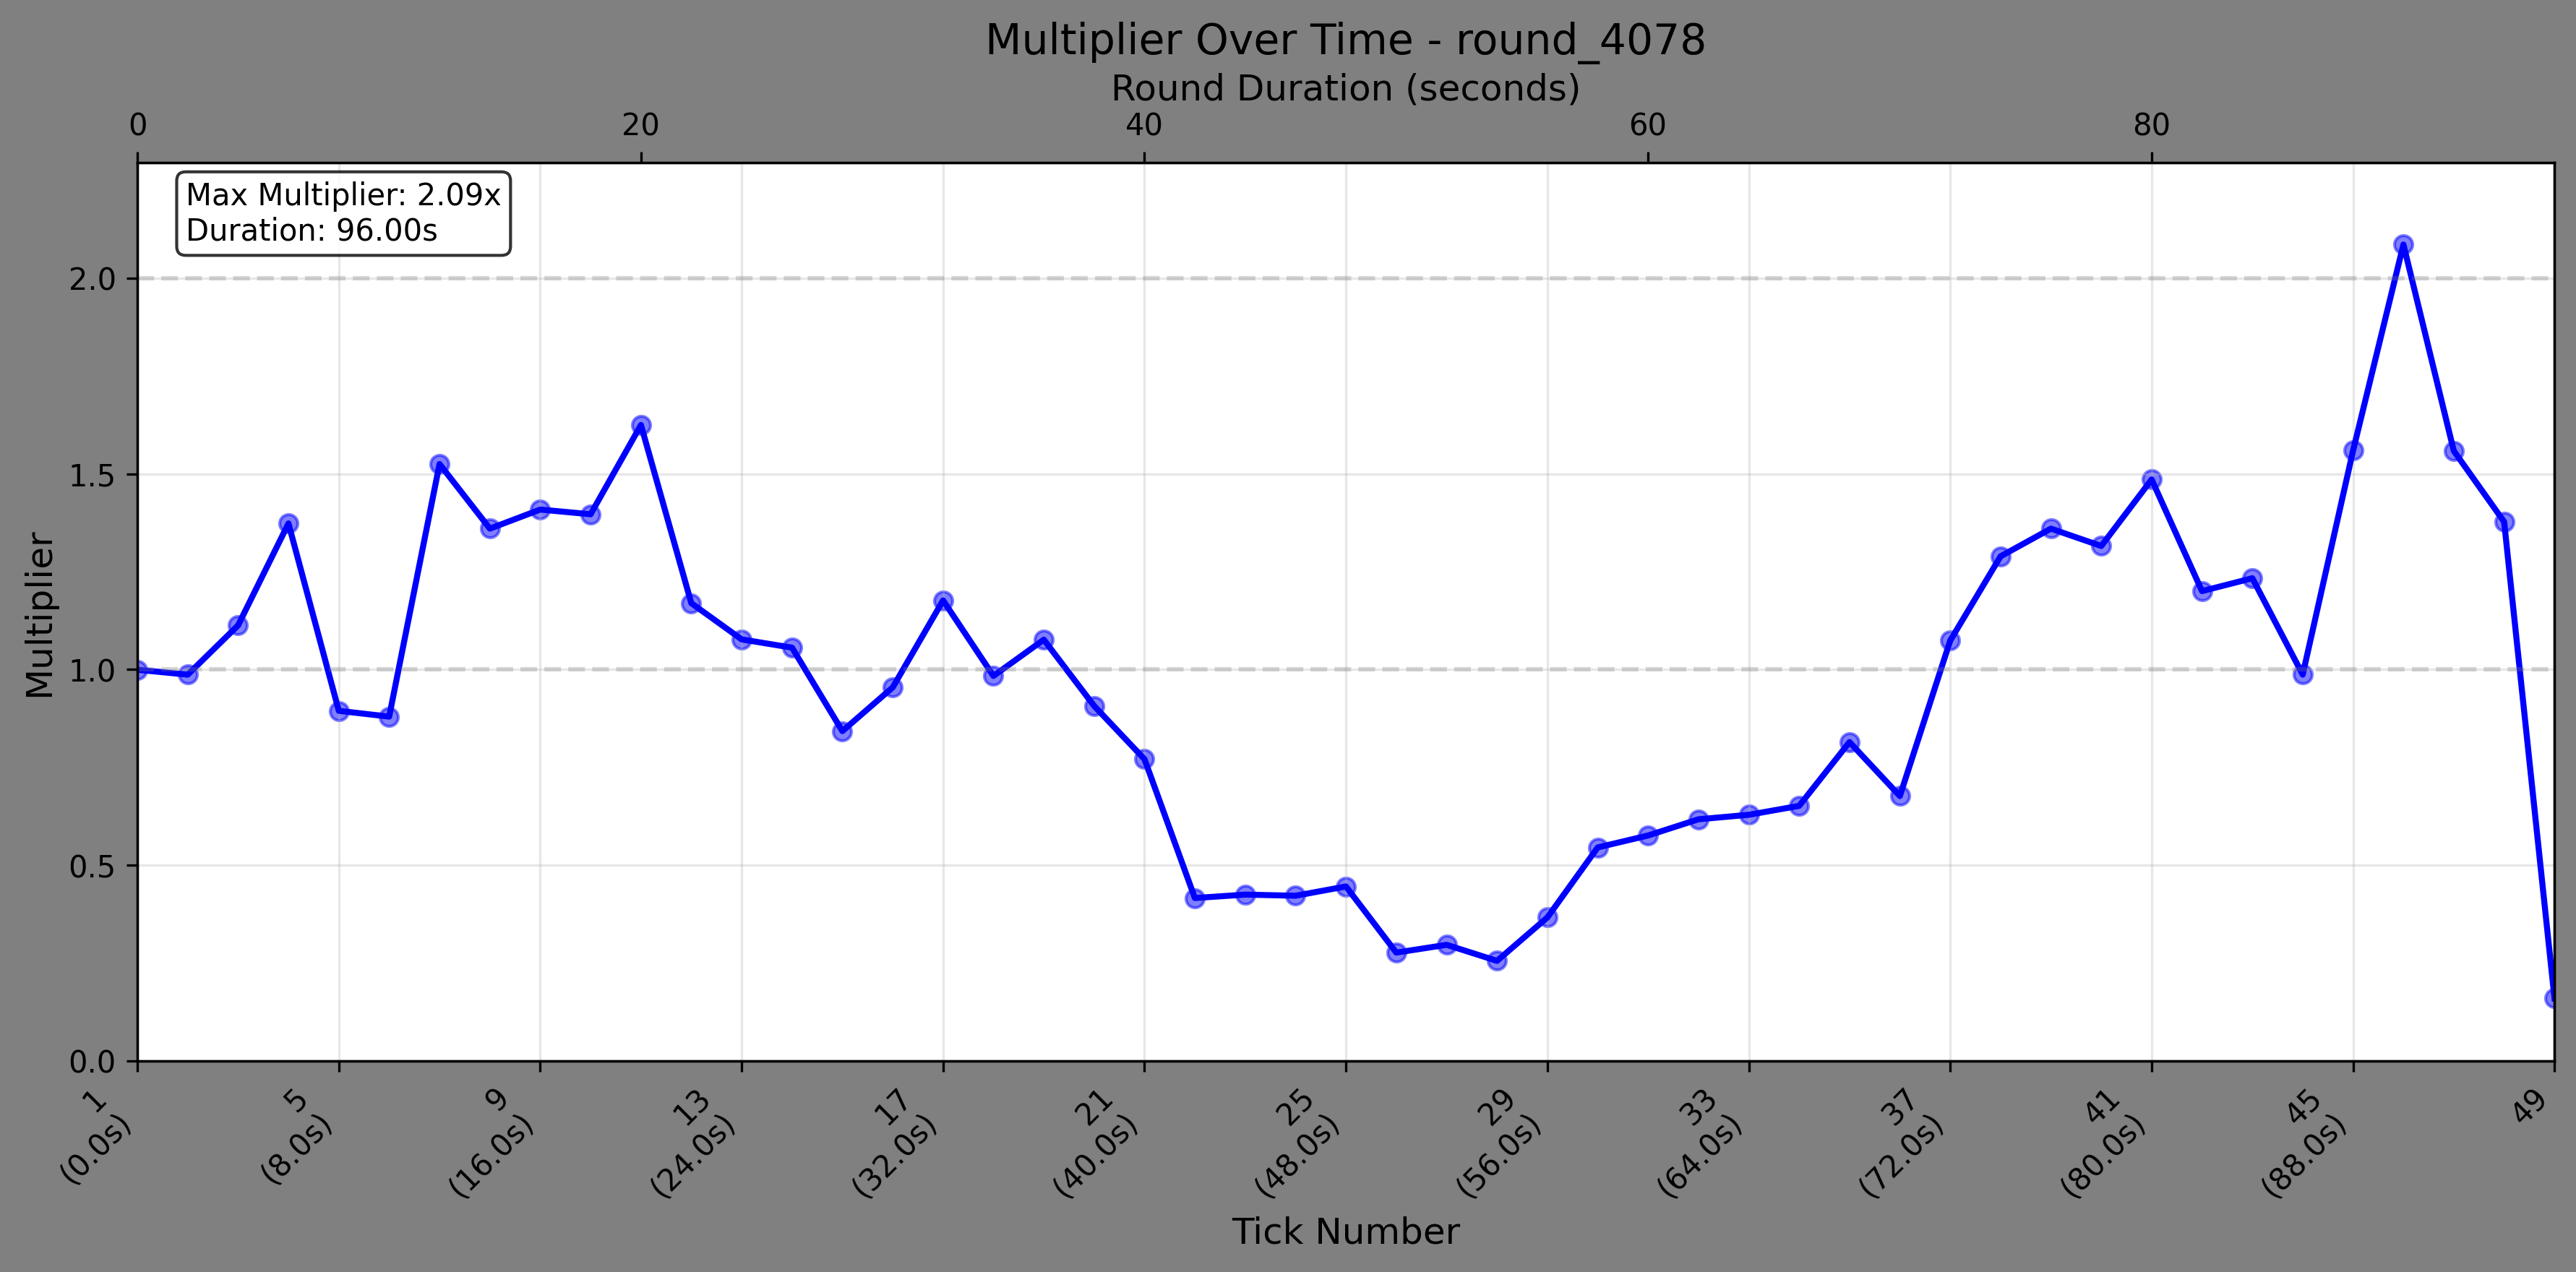 Multiplier Over Time - round_4078
Round Duration (seconds)
0
20
40
60
80
Max Multiplier: 2.09x
Duration: 96.00s
Multiplier
2.0
1.5
1.0
0.5
0.0
1
(0.0s)
5
(8.0s)
9
(16.0s)
13
(24.0s)
17
(32.0s)
21
(40.0s)
25
(48.0s)
29
(56.0s)
33
(64.0s)
37
(72.0s)
41
(80.0s)
45
(88.0s)
49
Tick Number